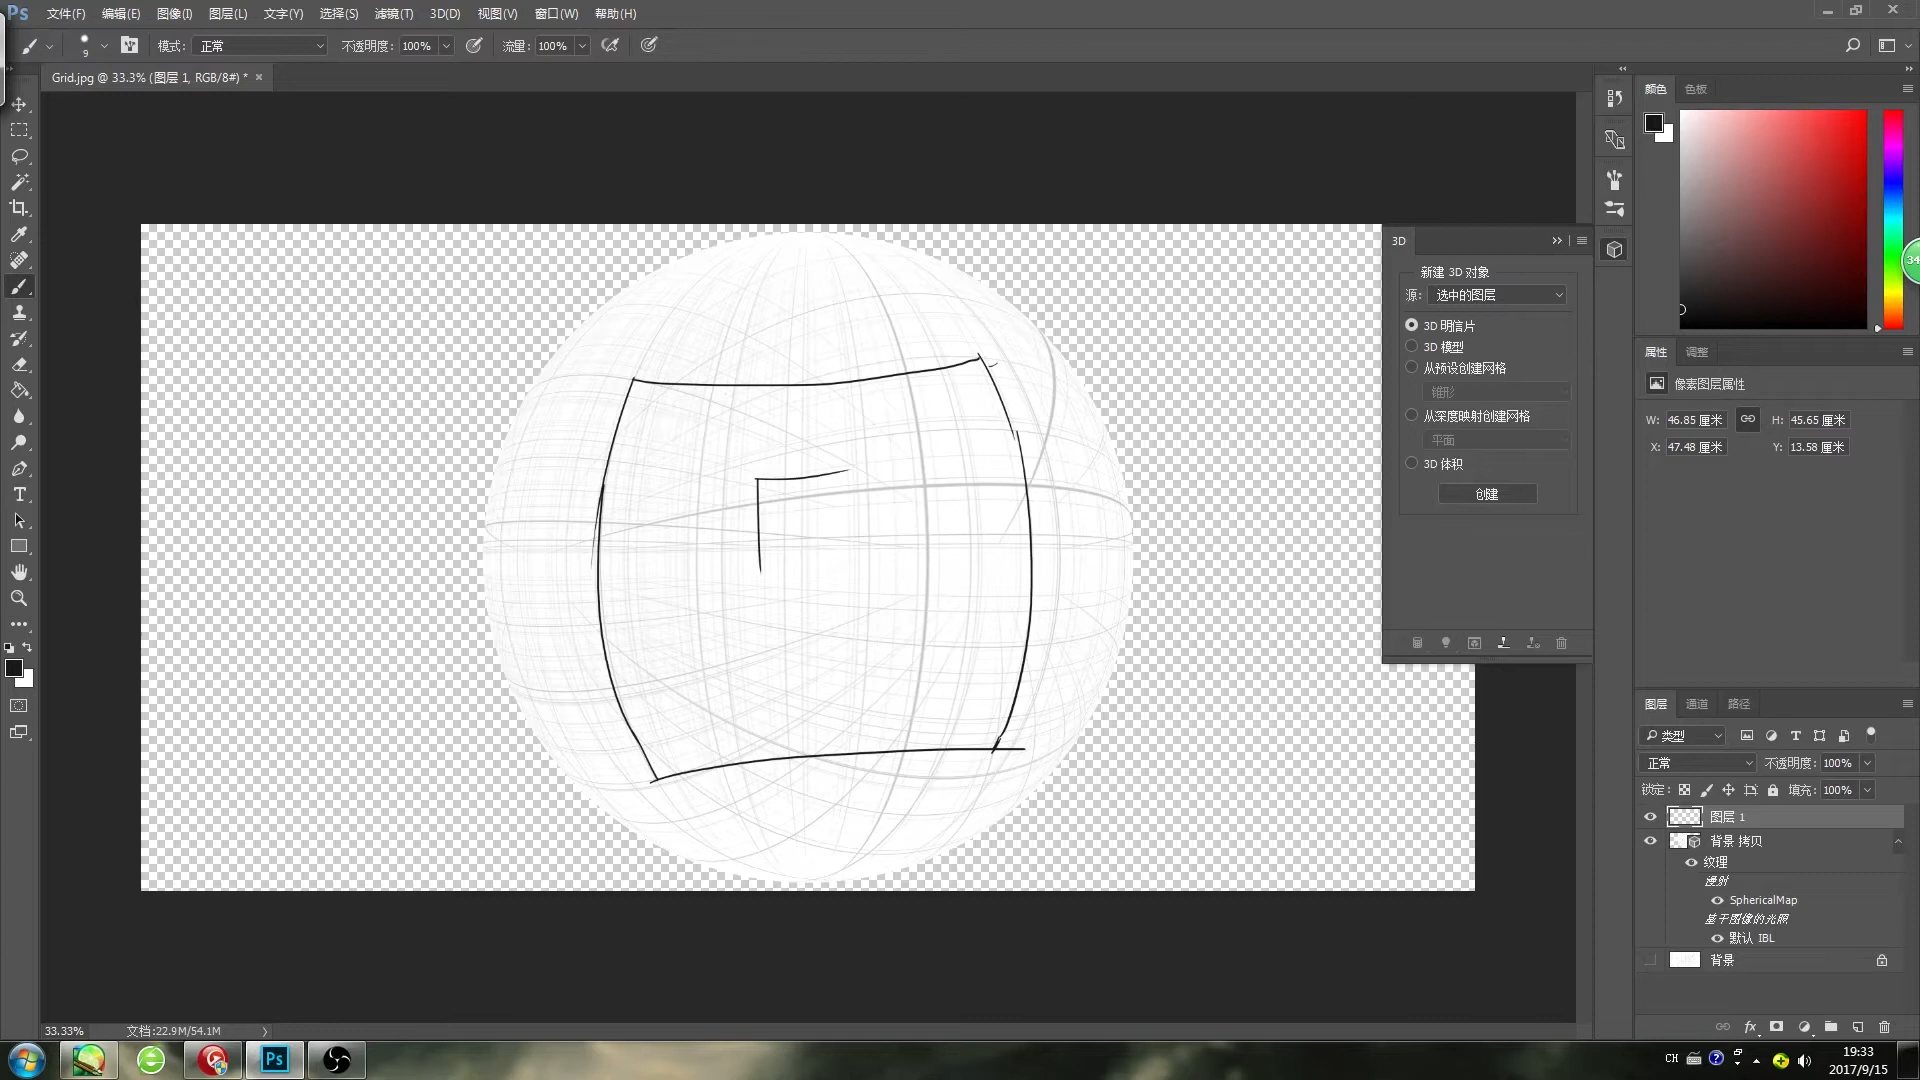 Ps 文件(F) 编辑(E) 图像(I) 图层(L) 文字(Y) 选择(S) 滤镜(T) 3D(D) 视图(V) 窗口(W) 帮助(H)
9 模式: 正常 不透明度: 100% 流量: 100%
Grid.jpg @ 33.3% (图层 1, RGB/8#) * ×
颜色 色板
34
3D
新建 3D 对象
源: 选中的图层
3D 明信片
3D 模型
从预设创建网格
锥形
从深度映射创建网格
平面
3D 体积
创建
属性 调整
像素图层属性
W: 46.85 厘米 H: 45.65 厘米
X: 47.48 厘米 Y: 13.58 厘米
图层 通道 路径
类型
正常 不透明度: 100%
锁定: 填充: 100%
图层 1
背景 拷贝
纹理
漫射
SphericalMap
基于图像的光照
默认 IBL
背景
fx
33.33% 文档:22.9M/54.1M
Ps
CH
19:33
2017/9/15